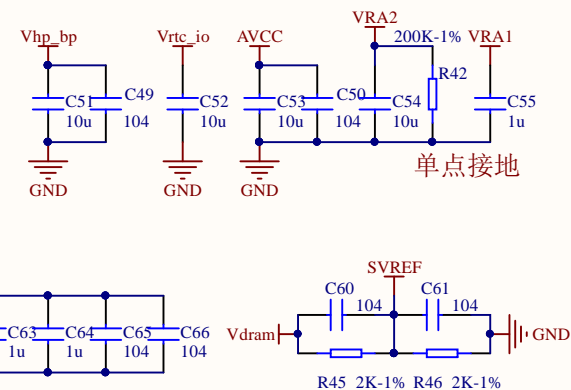 VRA2
Vhp_bp
Vrtc_io
AVCC
200K-1%
VRA1
R42
C51
10u
C49
104
C52
10u
C53
10u
C50
104
C54
10u
C55
1u
单点接地
GND
GND
GND
SVREF
C60
104
C61
104
C63
1u
C64
1u
C65
104
C66
104
Vdram
GND
R45 2K-1%
R46 2K-1%